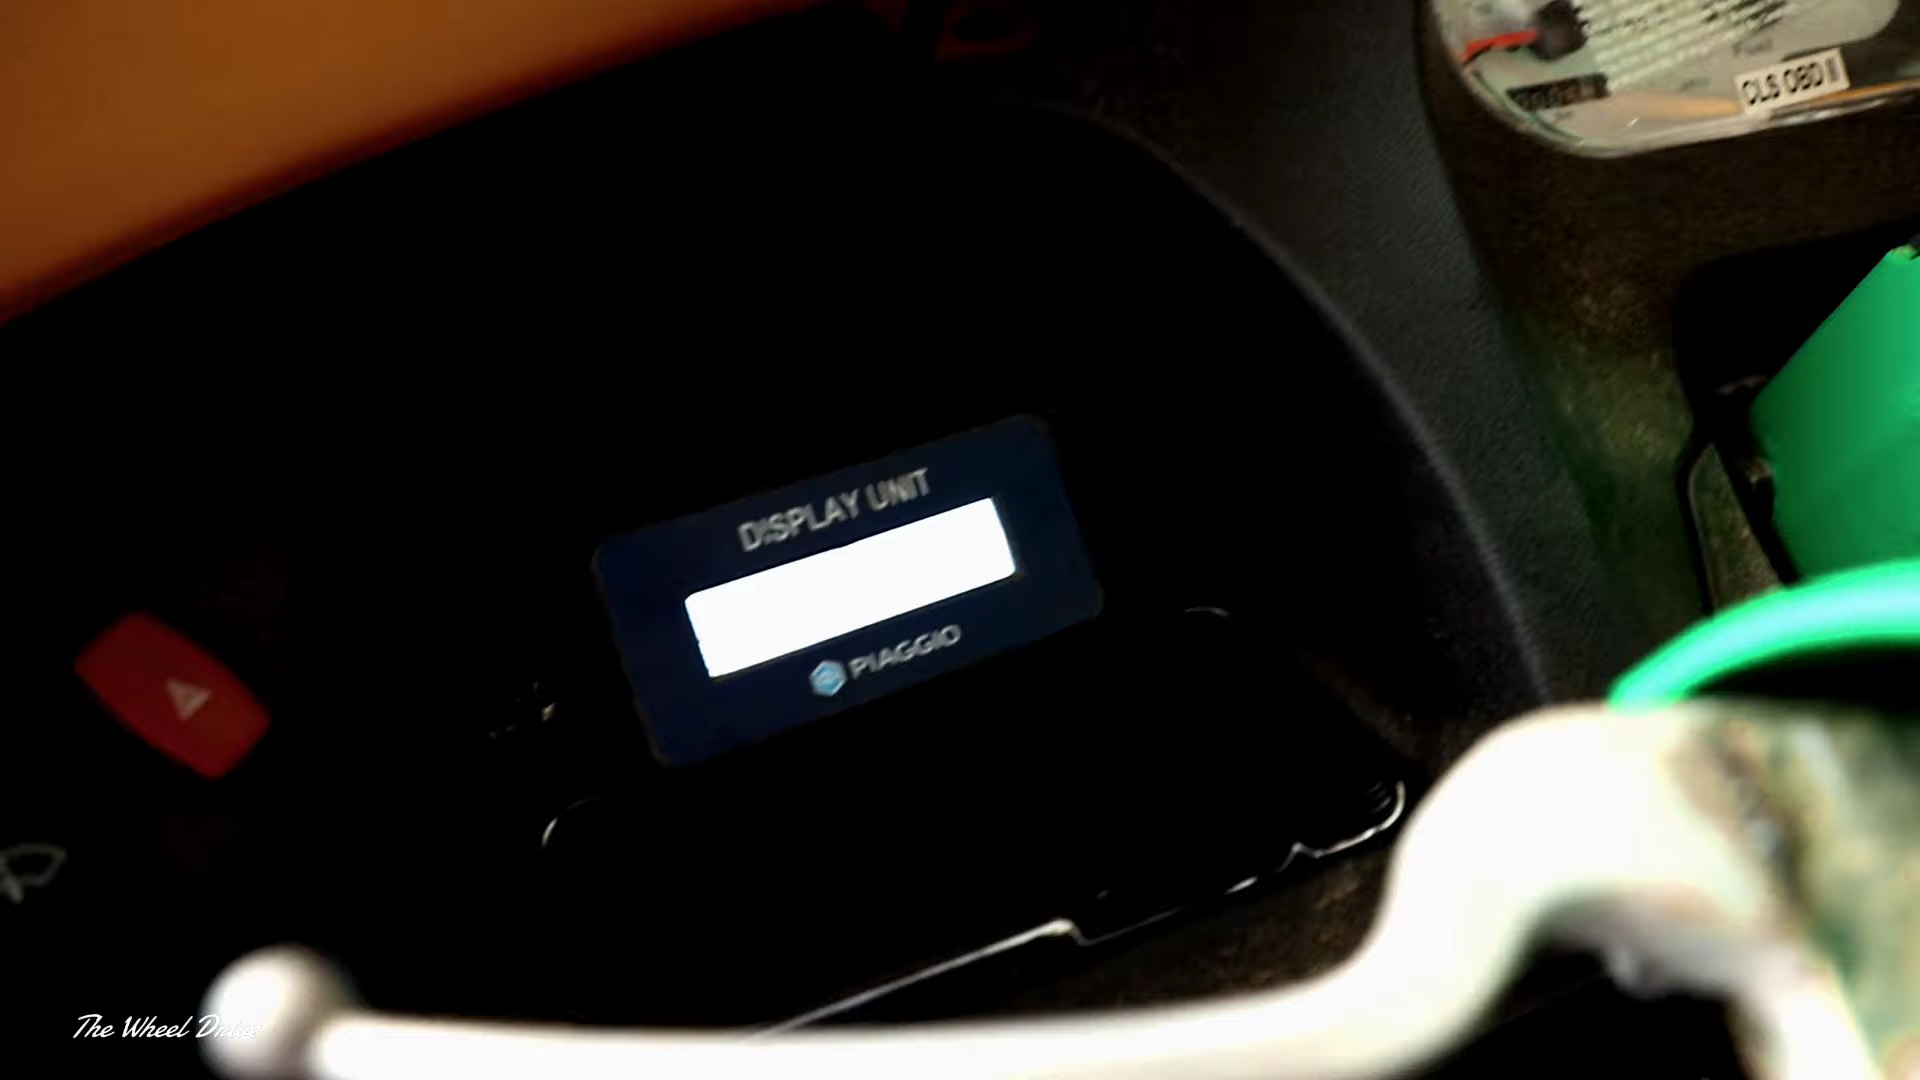 CLS OBD II
DISPLAY UNIT
PIAGGIO
The Wheel Drive